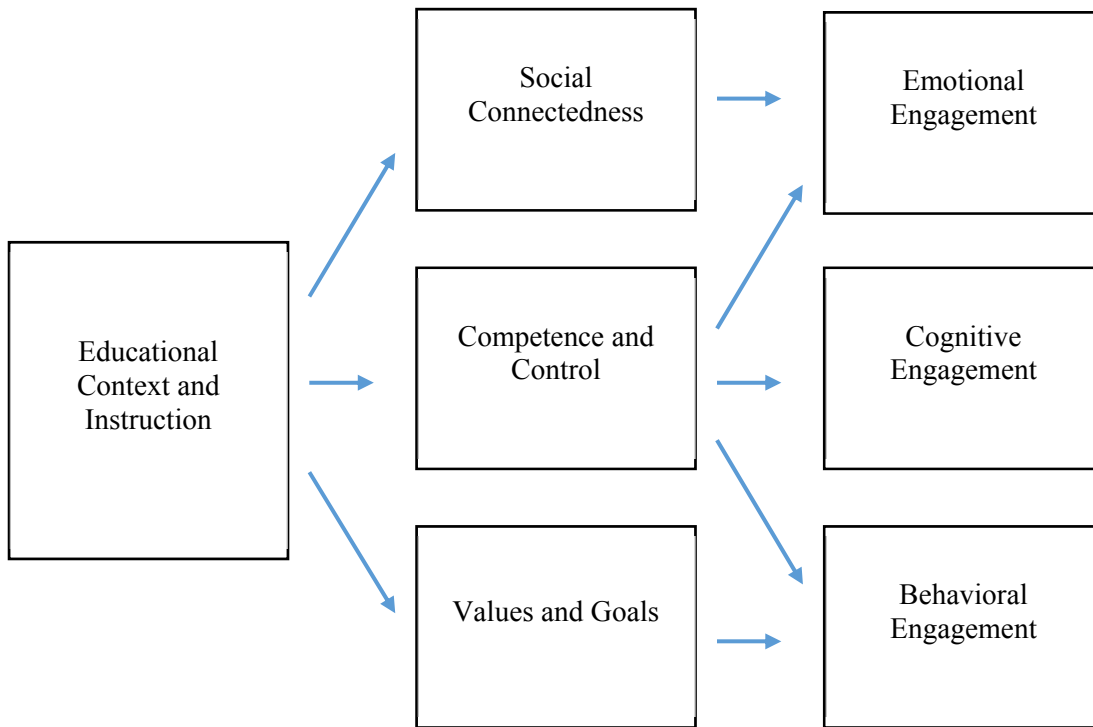 Social
Connectedness
Emotional
Engagement
Educational
Context and
Instruction
Competence and
Control
Cognitive
Engagement
Values and Goals
Behavioral
Engagement